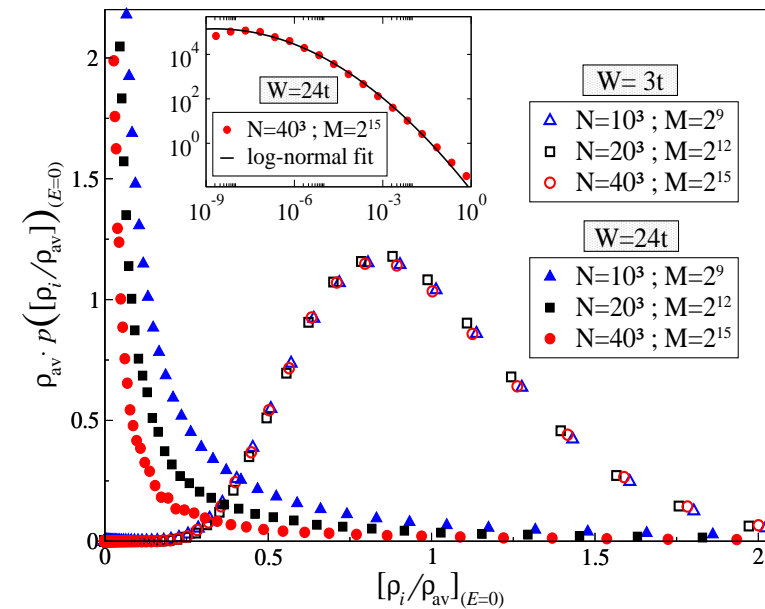 2
1.5
1
0.5
0
0
0.5
1
1.5
2
ρav· p([ρi/ρav])(E=0)
[ρi/ρav](E=0)
10⁴
10²
10⁰
10⁻⁹
10⁻⁶
10⁻³
10⁰
W=24t
N=40³ ; M=2¹⁵
log-normal fit
W= 3t
N=10³ ; M=2⁹
N=20³ ; M=2¹²
N=40³ ; M=2¹⁵
W=24t
N=10³ ; M=2⁹
N=20³ ; M=2¹²
N=40³ ; M=2¹⁵